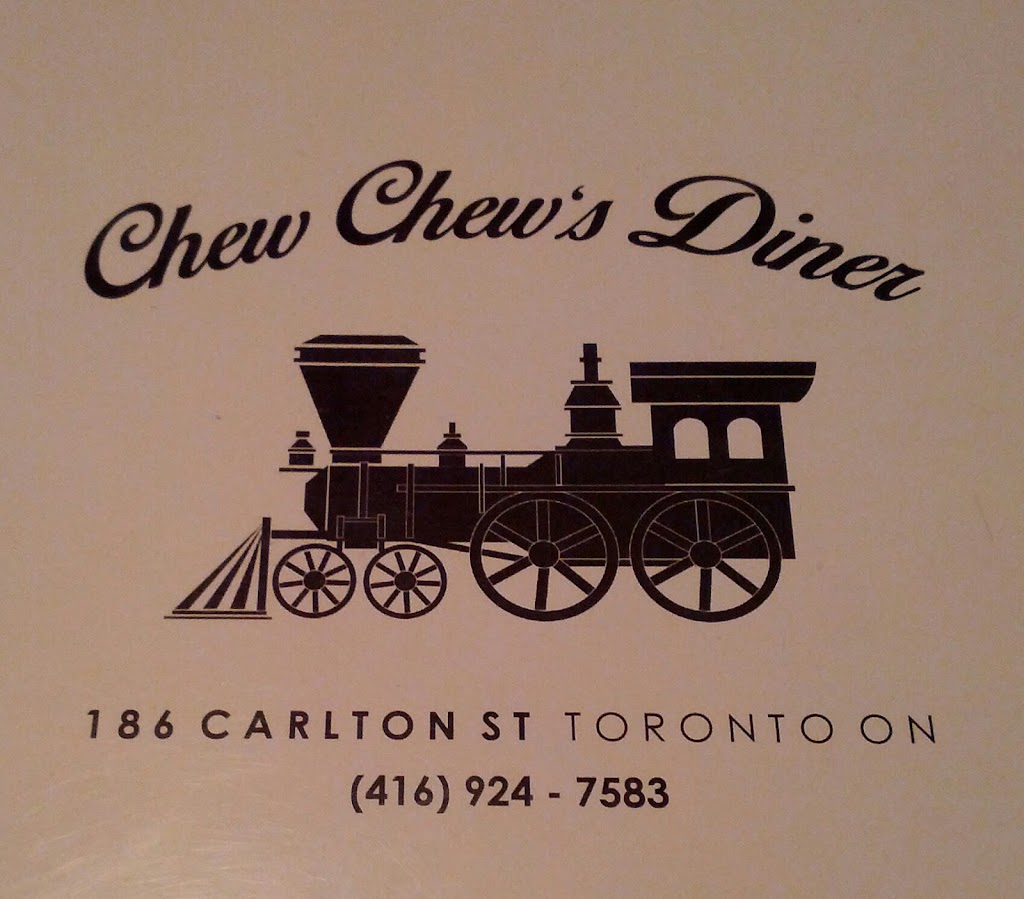 Chew Chew's Diner
186 CARLTON ST TORONTO ON
(416) 924 - 7583